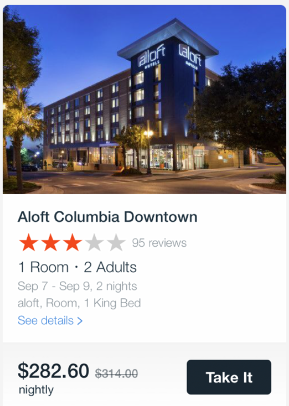 aloft
HOTELS
aloft
HOTELS
Aloft Columbia Downtown
95 reviews
1 Room · 2 Adults
Sep 7 - Sep 9, 2 nights
aloft, Room, 1 King Bed
See details >
$282.60 $314.00
nightly
Take It